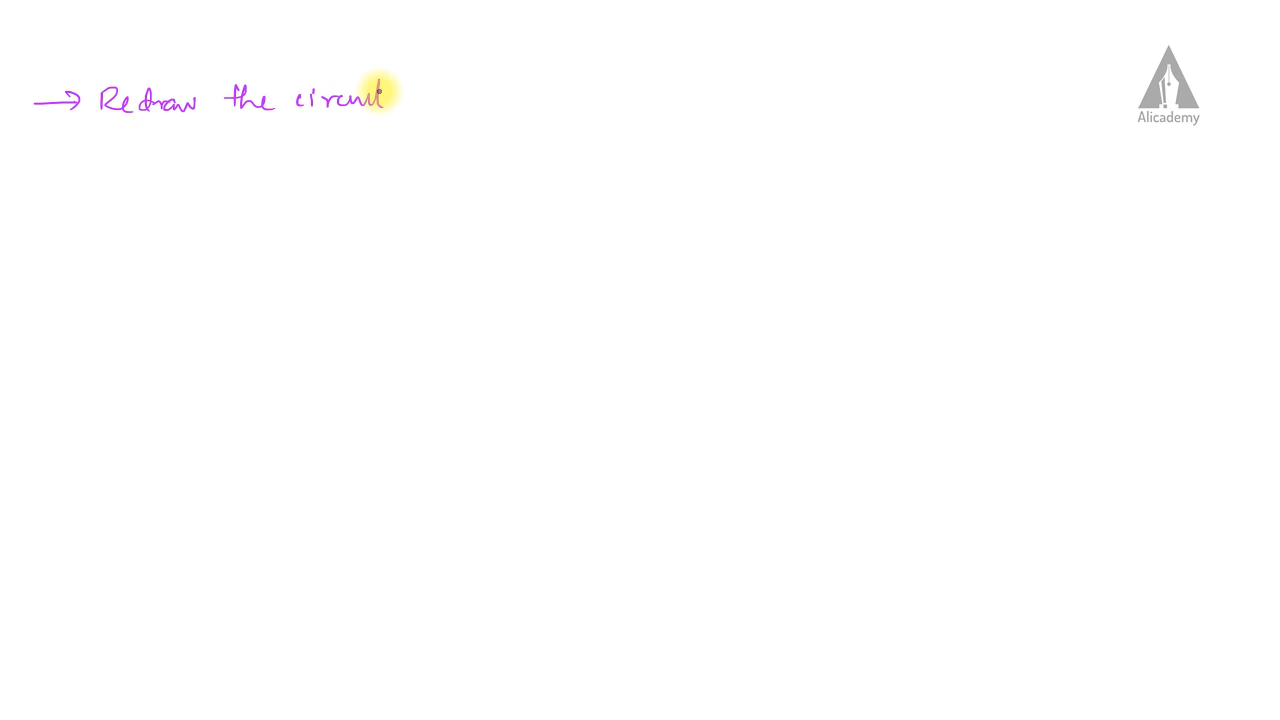 → Redraw the circuit
Alicademy